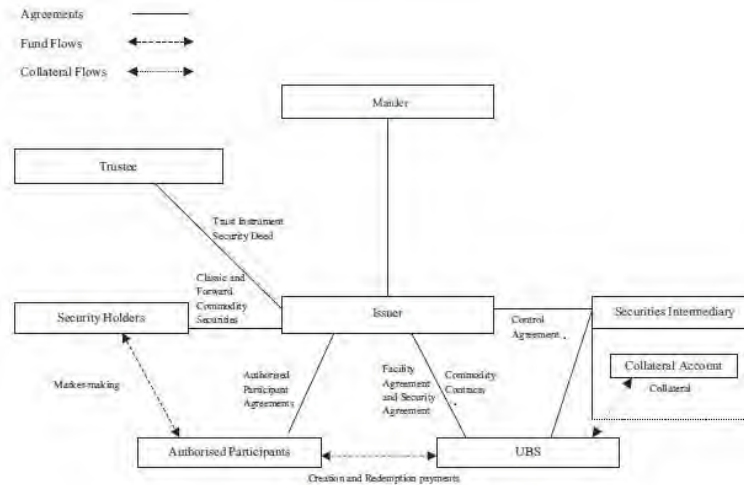 Agreements
Fund Flows
Collateral Flows
Manler
Trustee
Trust Instrument
Security Deed
Classic and
Forward
Commodity
Securities
Security Holders
Issuer
Control
Agreement
Securities Intermediary
Collateral Account
Collateral
Market-making
Authorised
Participant
Agreements
Facility
Agreement
and Security
Agreement
Commodity
Contracts
Authorised Participants
UBS
Creation and Redemption payments